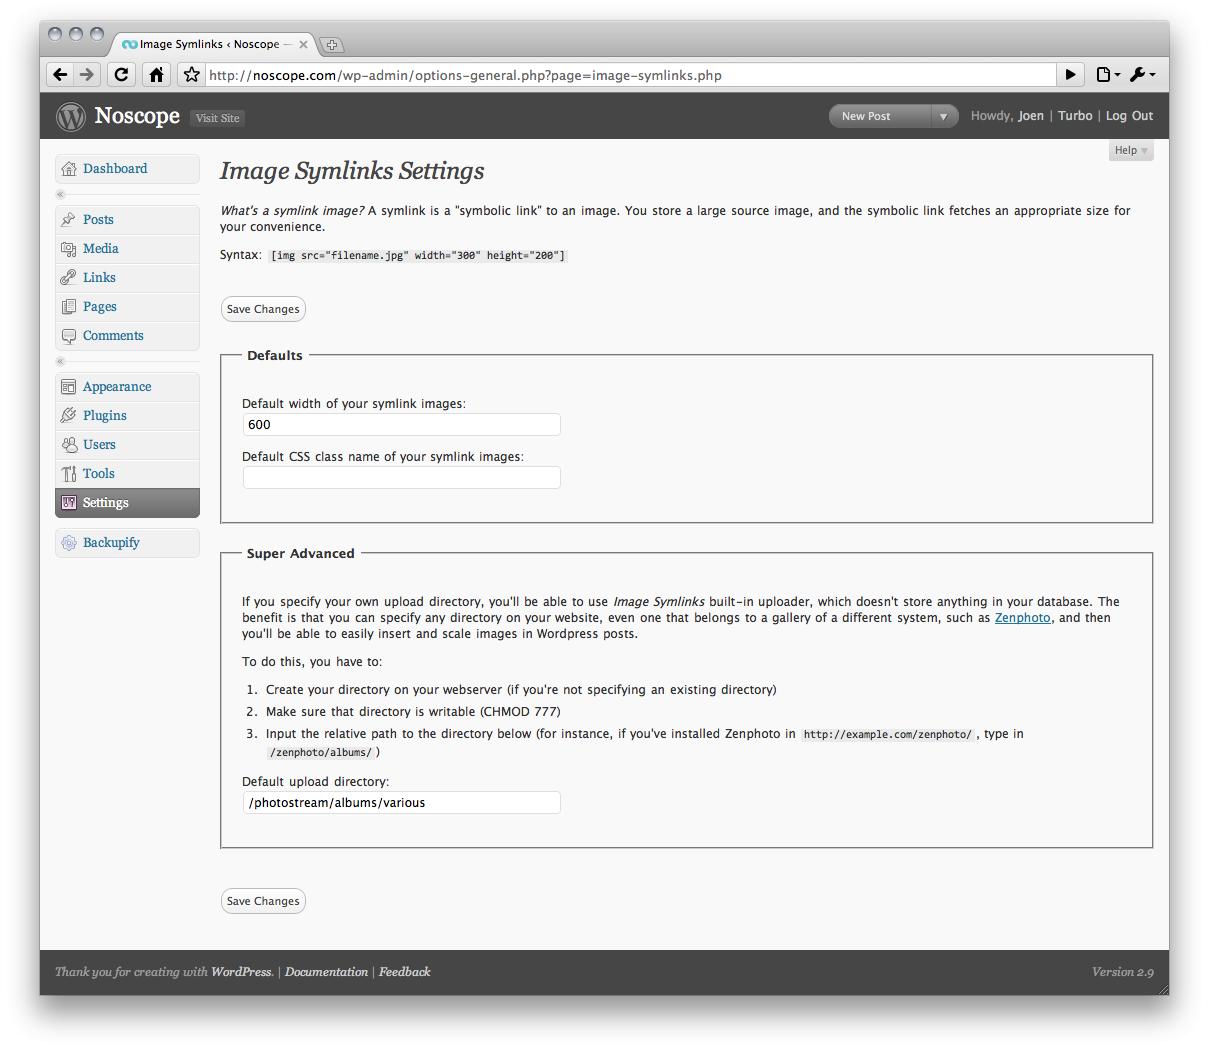 Image Symlinks ‹ Noscope —
http://noscope.com/wp-admin/options-general.php?page=image-symlinks.php
Noscope Visit Site New Post Howdy, Joen | Turbo | Log Out
Help
Dashboard
Posts
Media
Links
Pages
Comments
Appearance
Plugins
Users
Tools
Settings
Backupify
Image Symlinks Settings
What's a symlink image? A symlink is a "symbolic link" to an image. You store a large source image, and the symbolic link fetches an appropriate size for
your convenience.
Syntax: [img src="filename.jpg" width="300" height="200"]
Save Changes
Defaults
Default width of your symlink images:
600
Default CSS class name of your symlink images:
Super Advanced
If you specify your own upload directory, you'll be able to use Image Symlinks built-in uploader, which doesn't store anything in your database. The
benefit is that you can specify any directory on your website, even one that belongs to a gallery of a different system, such as Zenphoto, and then
you'll be able to easily insert and scale images in Wordpress posts.
To do this, you have to:
1. Create your directory on your webserver (if you're not specifying an existing directory)
2. Make sure that directory is writable (CHMOD 777)
3. Input the relative path to the directory below (for instance, if you've installed Zenphoto in http://example.com/zenphoto/ , type in
/zenphoto/albums/ )
Default upload directory:
/photostream/albums/various
Save Changes
Thank you for creating with WordPress. | Documentation | Feedback
Version 2.9